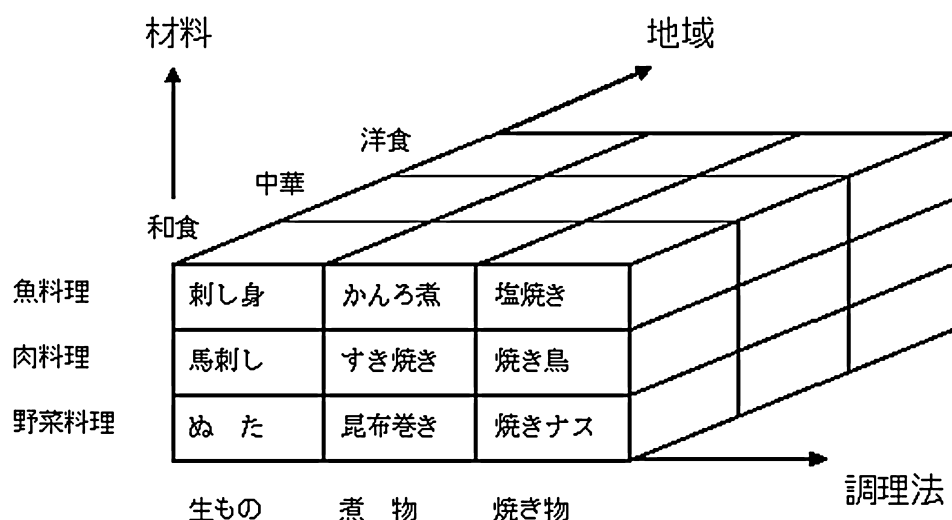 材料
地域
洋食
中華
和食
魚料理
刺し身
かんろ煮
塩焼き
肉料理
馬刺し
すき焼き
焼き鳥
野菜料理
ぬ た
昆布巻き
焼きナス
調理法
生もの
煮 物
焼き物